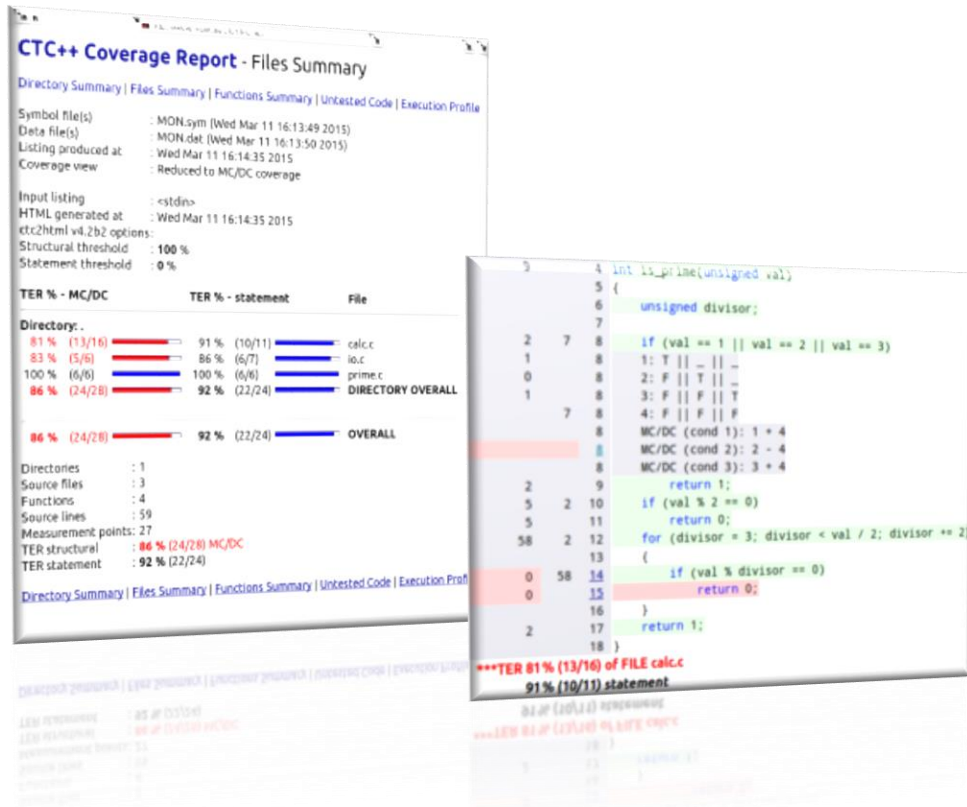 CTC++ Coverage Report - Files Summary
Directory Summary | Files Summary | Functions Summary | Untested Code | Execution Profile
Symbol file(s) : MON.sym (Wed Mar 11 16:13:49 2015)
Data file(s) : MON.dat (Wed Mar 11 16:13:50 2015)
Listing produced at : Wed Mar 11 16:14:35 2015
Coverage view : Reduced to MC/DC coverage
Input listing : <stdin>
HTML generated at : Wed Mar 11 16:14:35 2015
ctc2html v4.2b2 options:
Structural threshold : 100 %
Statement threshold : 0 %
TER % - MC/DC TER % - statement File
Directory: .
81 % (13/16) 91 % (10/11) calc.c
83 % (5/6) 86 % (6/7) io.c
100 % (6/6) 100 % (6/6) prime.c
86 % (24/28) 92 % (22/24) DIRECTORY OVERALL
86 % (24/28) 92 % (22/24) OVERALL
Directories : 1
Source files : 3
Functions : 4
Source lines : 59
Measurement points: 27
TER structural : 86 % (24/28) MC/DC
TER statement : 92 % (22/24)
Directory Summary | Files Summary | Functions Summary | Untested Code | Execution Prof
4 int is_prime(unsigned val)
5 {
6 unsigned divisor;
7
2 7 8 if (val == 1 || val == 2 || val == 3)
1 8 1: T || _ || _
0 8 2: F || T || _
1 8 3: F || F || T
7 8 4: F || F || F
8 MC/DC (cond 1): 1 + 4
8 MC/DC (cond 2): 2 - 4
8 MC/DC (cond 3): 3 + 4
2 9 return 1;
5 2 10 if (val % 2 == 0)
5 11 return 0;
58 2 12 for (divisor = 3; divisor < val / 2; divisor += 2)
13 {
0 58 14 if (val % divisor == 0)
0 15 return 0;
16 }
2 17 return 1;
18 }
***TER 81% (13/16) of FILE calc.c
91% (10/11) statement